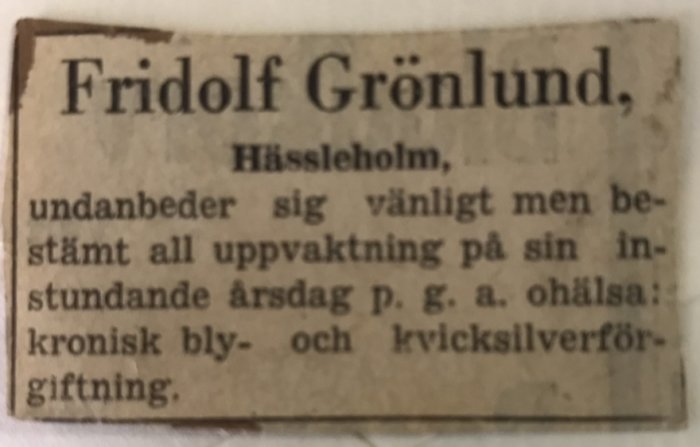 Fridolf Grönlund,
Hässleholm,
undanbeder sig vänligt men be-
stämt all uppvaktning på sin in-
stundande årsdag p. g. a. ohälsa:
kronisk bly- och kvicksilverför-
giftning.